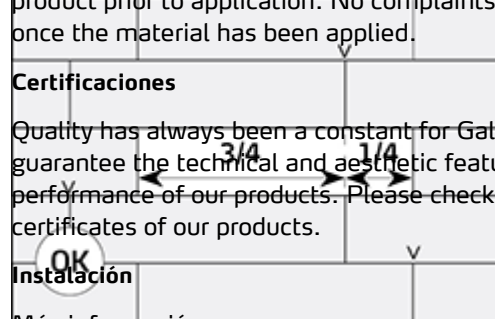 product prior to application. No complaints
once the material has been applied.
Certificaciones
Quality has always been a constant for Gab
3/4 1/4
guarantee the technical and aesthetic featu
performance of our products. Please check
certificates of our products.
OK
Instalación